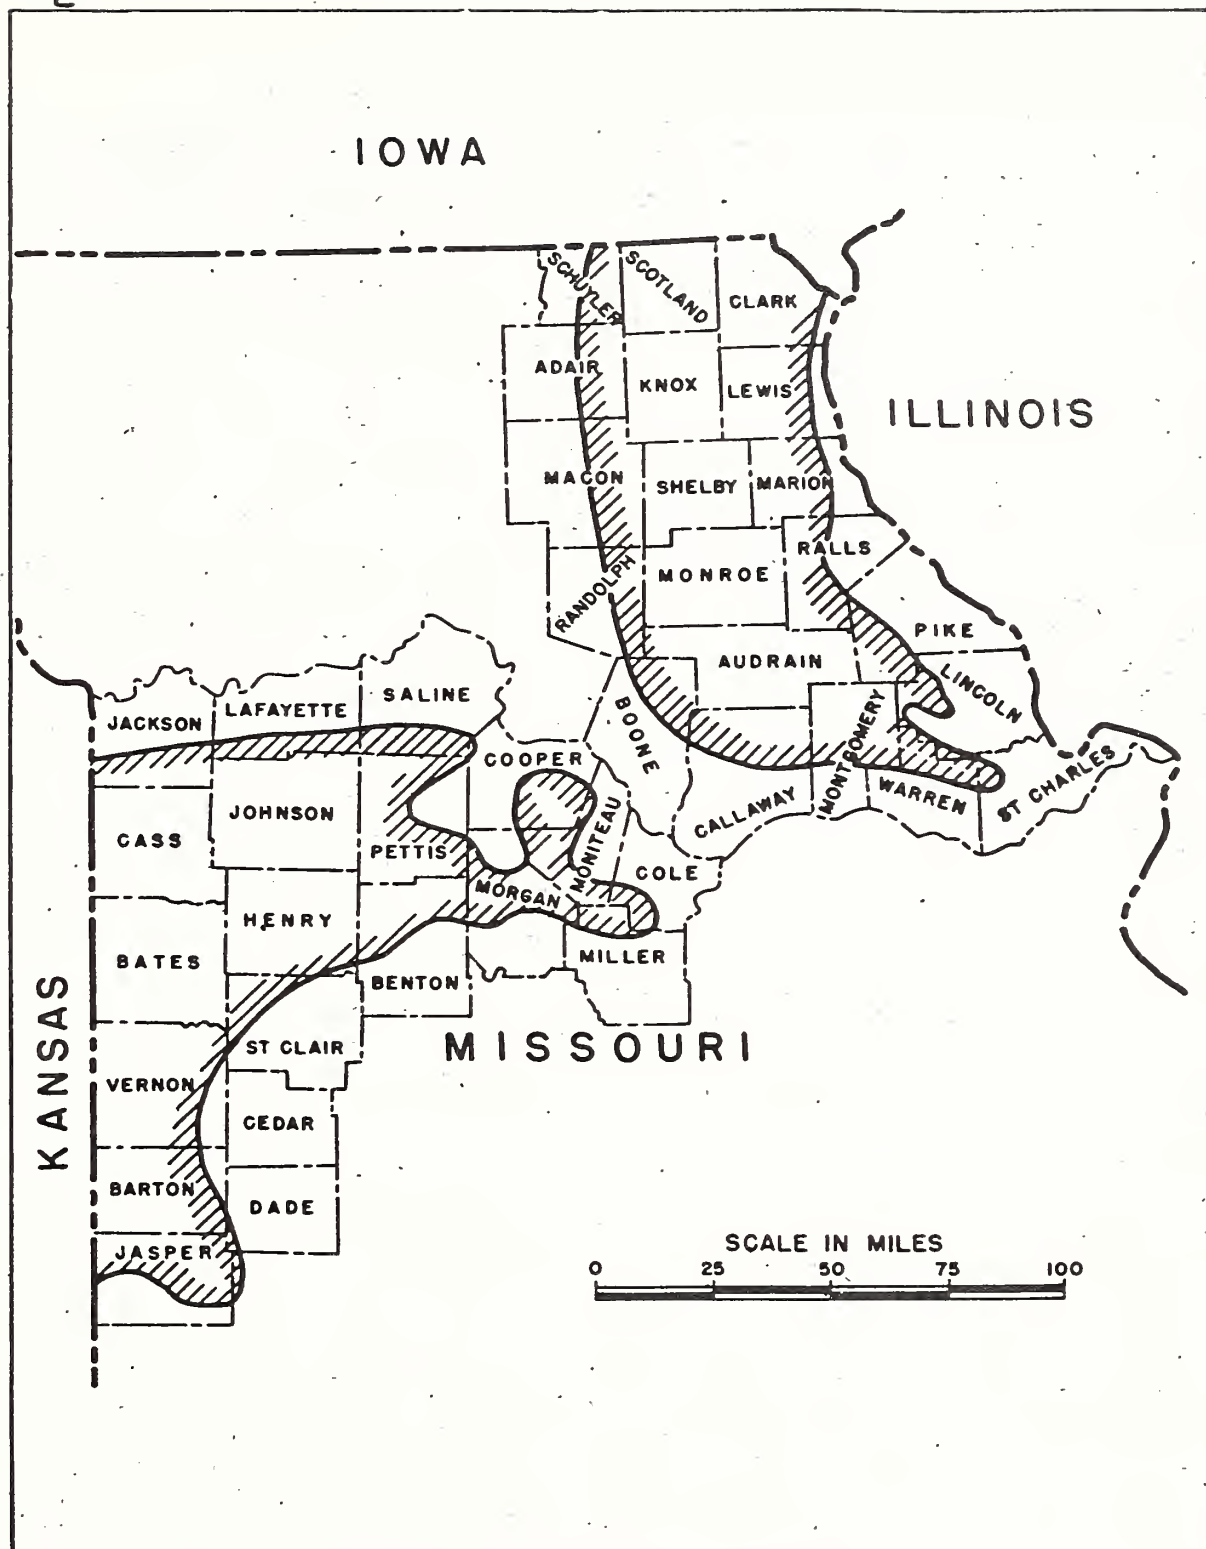 IOWA
SCHUYLER
SCOTLAND
CLARK
ADAIR
KNOX
LEWIS
ILLINOIS
MACON
SHELBY
MARION
RALLS
RANDOLPH
MONROE
PIKE
AUDRAIN
LINCOLN
SALINE
LAFAYETTE
JACKSON
BOONE
MONTGOMERY
COOPER
ST CHARLES
WARREN
CALLAWAY
JOHNSON
CASS
PETTIS
MONITEAU
COLE
MORGAN
HENRY
BATES
MILLER
BENTON
KANSAS
MISSOURI
ST CLAIR
VERNON
CEDAR
BARTON
DADE
JASPER
SCALE IN MILES
0 25 50 75 100